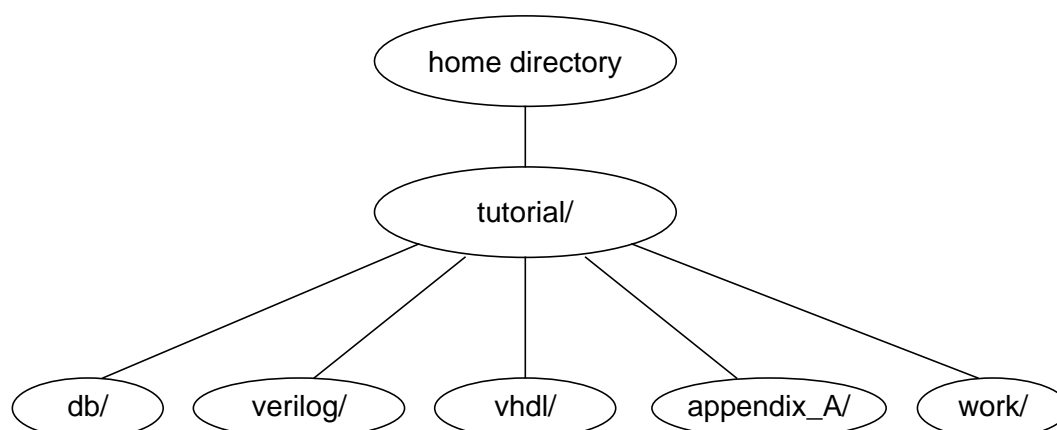 home directory
tutorial/
db/
verilog/
vhdl/
appendix_A/
work/